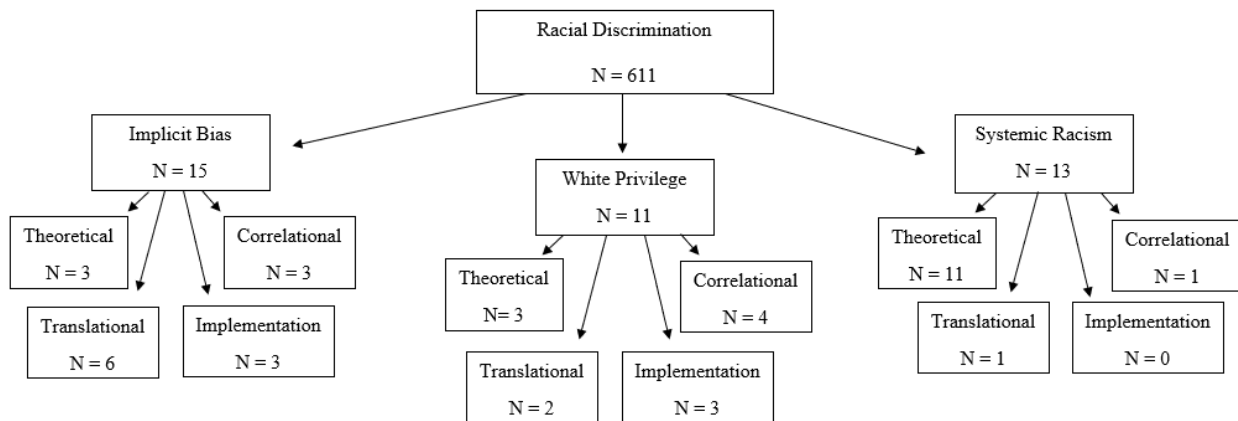 Racial Discrimination
N = 611
Implicit Bias
N = 15
Theoretical
N = 3
Correlational
N = 3
Translational
N = 6
Implementation
N = 3
White Privilege
N = 11
Theoretical
N= 3
Correlational
N = 4
Translational
N = 2
Implementation
N = 3
Systemic Racism
N = 13
Theoretical
N = 11
Correlational
N = 1
Translational
N = 1
Implementation
N = 0